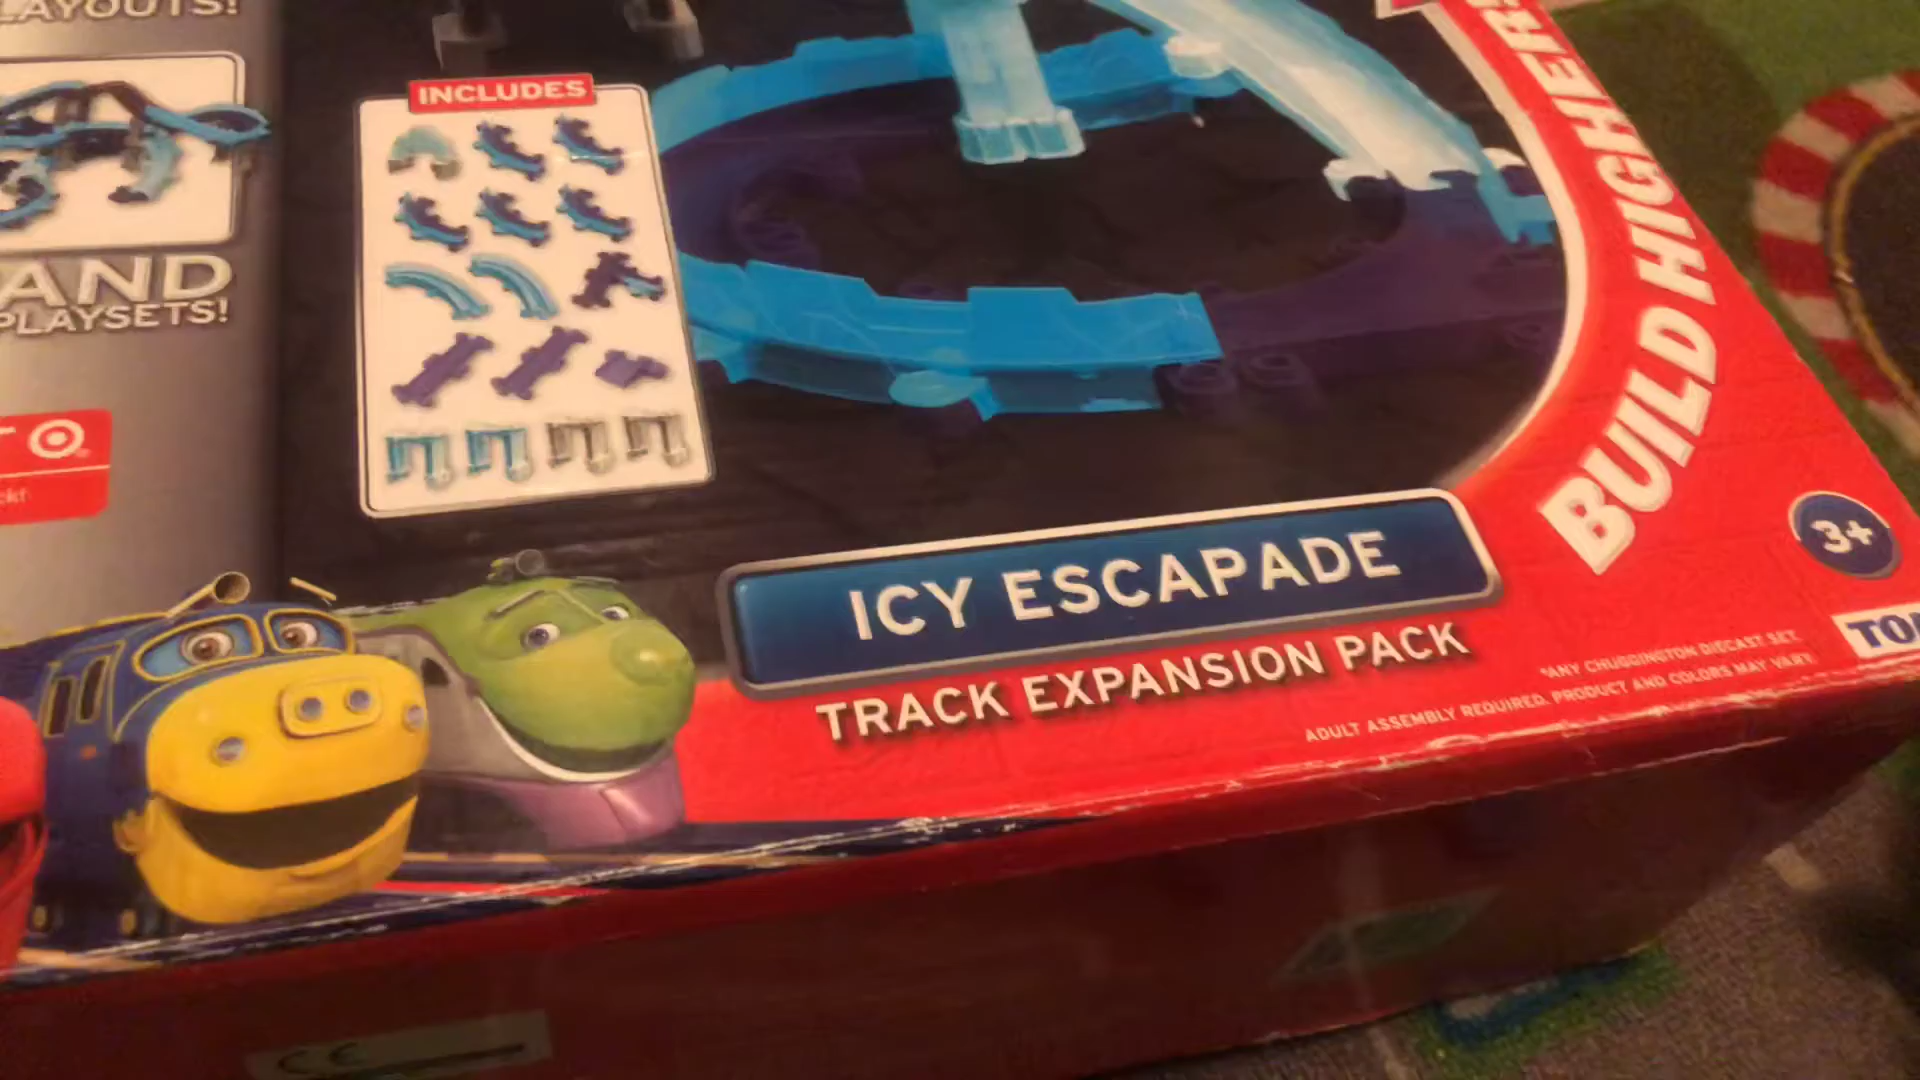 LAYOUTS!
INCLUDES
AND
PLAYSETS!
BUILD HIGHER
3+
ICY ESCAPADE
TRACK EXPANSION PACK
*ANY CHUGGINGTON DIECAST SET.
ADULT ASSEMBLY REQUIRED. PRODUCT AND COLORS MAY VARY.
TO